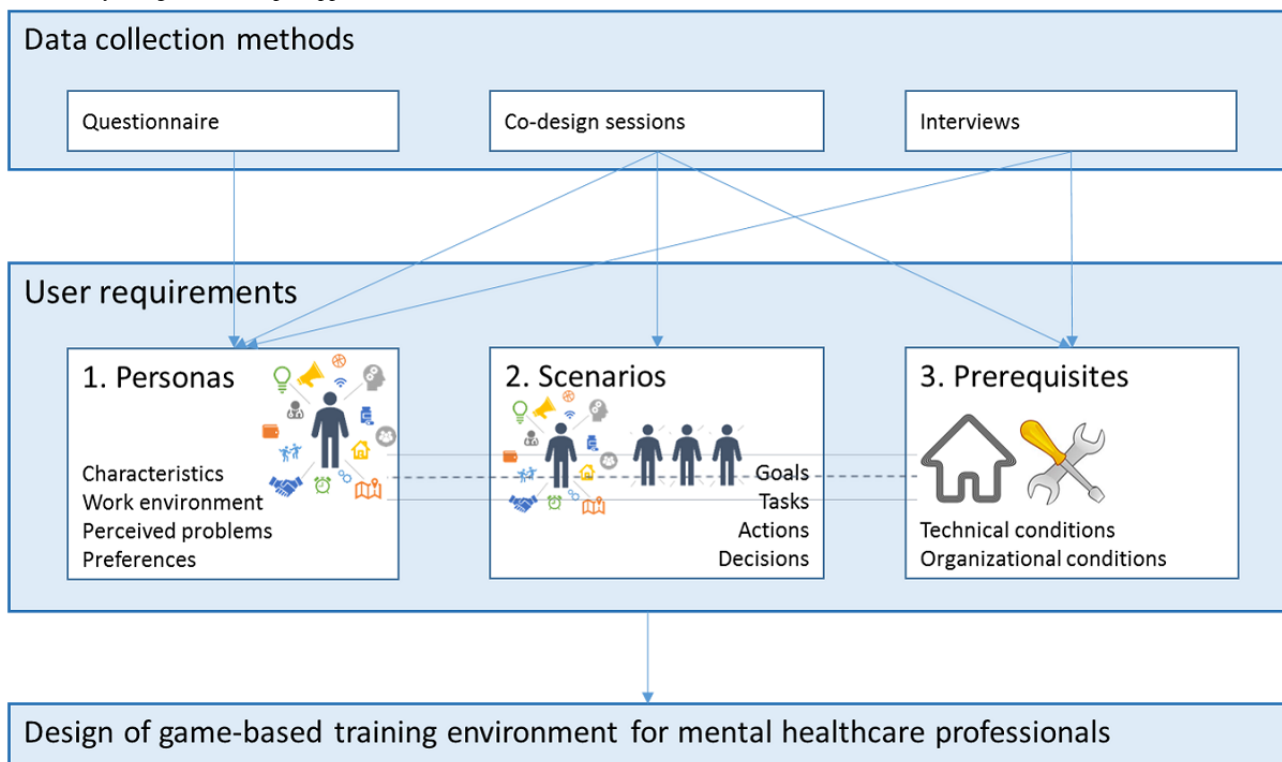 Data collection methods
Questionnaire
Co-design sessions
Interviews
User requirements
1. Personas
Characteristics
Work environment
Perceived problems
Preferences
2. Scenarios
Goals
Tasks
Actions
Decisions
3. Prerequisites
Technical conditions
Organizational conditions
Design of game-based training environment for mental healthcare professionals